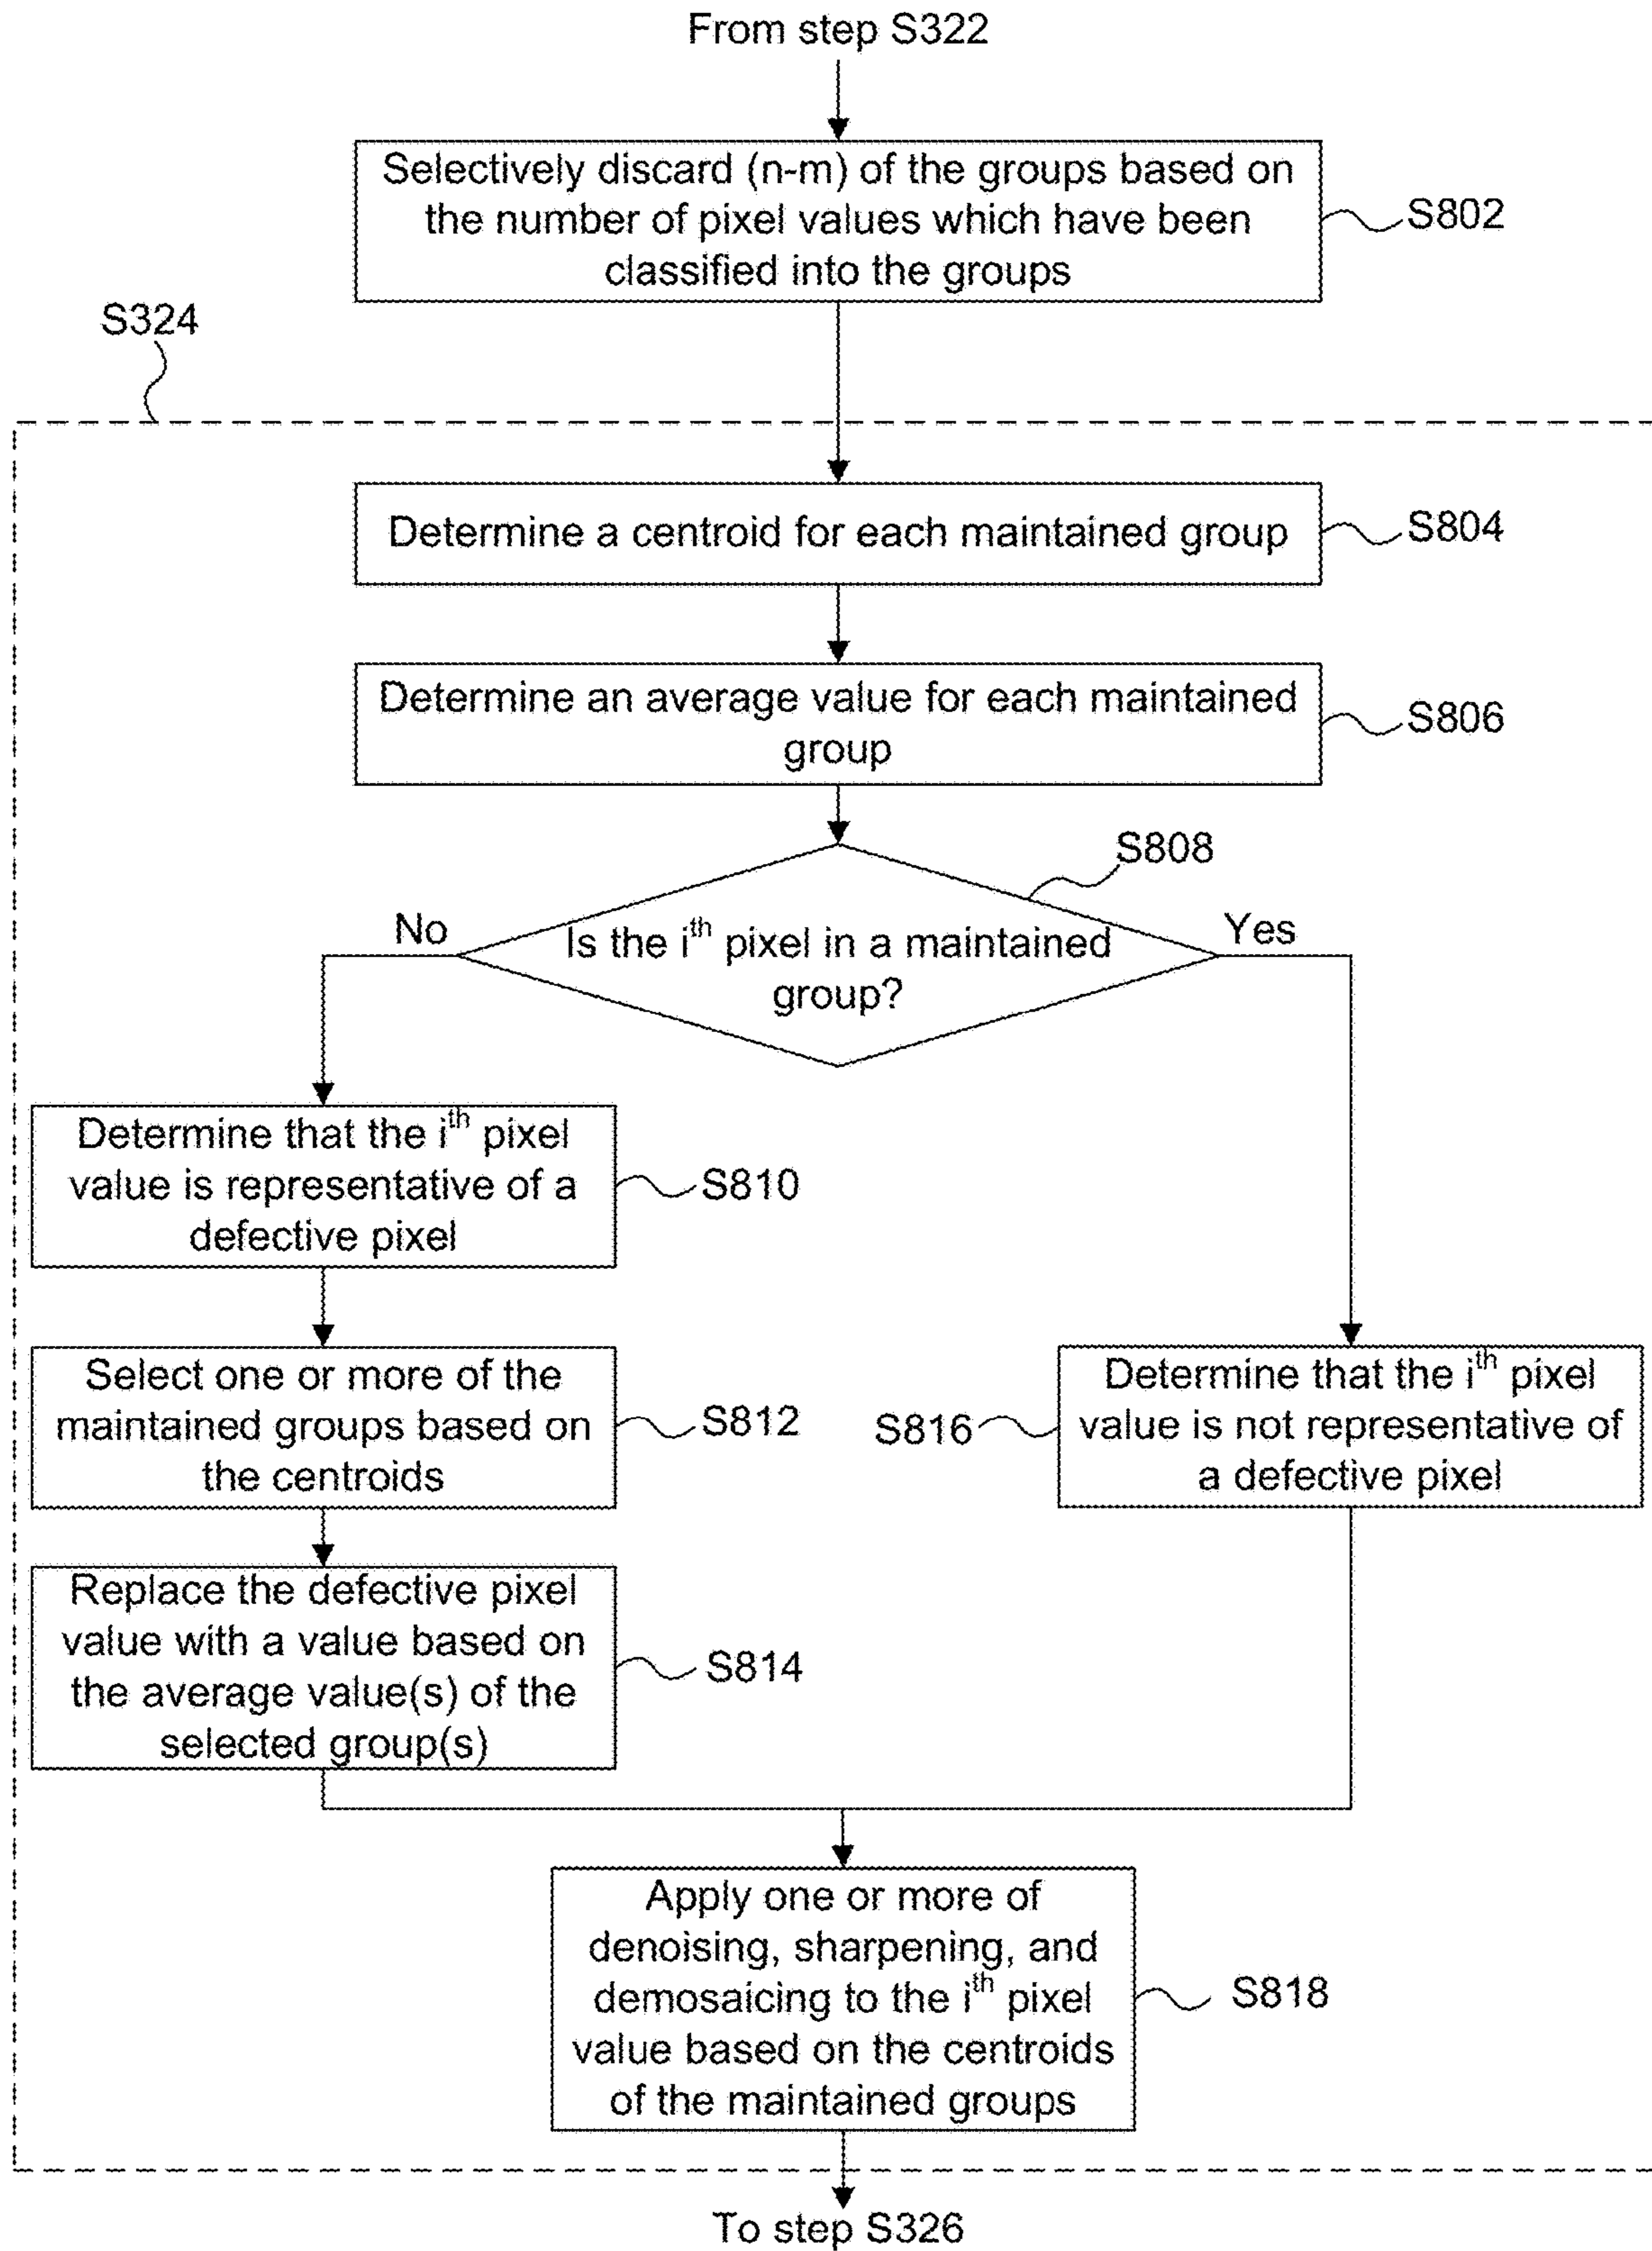 From step S322
Selectively discard (n-m) of the groups based on
the number of pixel values which have been
classified into the groups
S802
S324
Determine a centroid for each maintained group
S804
Determine an average value for each maintained
group
S806
S808
No
Yes
Is the ith pixel in a maintained
group?
Determine that the ith pixel
value is representative of a
defective pixel
S810
Select one or more of the
maintained groups based on
the centroids
S812
Determine that the ith pixel
value is not representative of
a defective pixel
S816
Replace the defective pixel
value with a value based on
the average value(s) of the
selected group(s)
S814
Apply one or more of
denoising, sharpening, and
demosaicing to the ith pixel
value based on the centroids
of the maintained groups
S818
To step S326